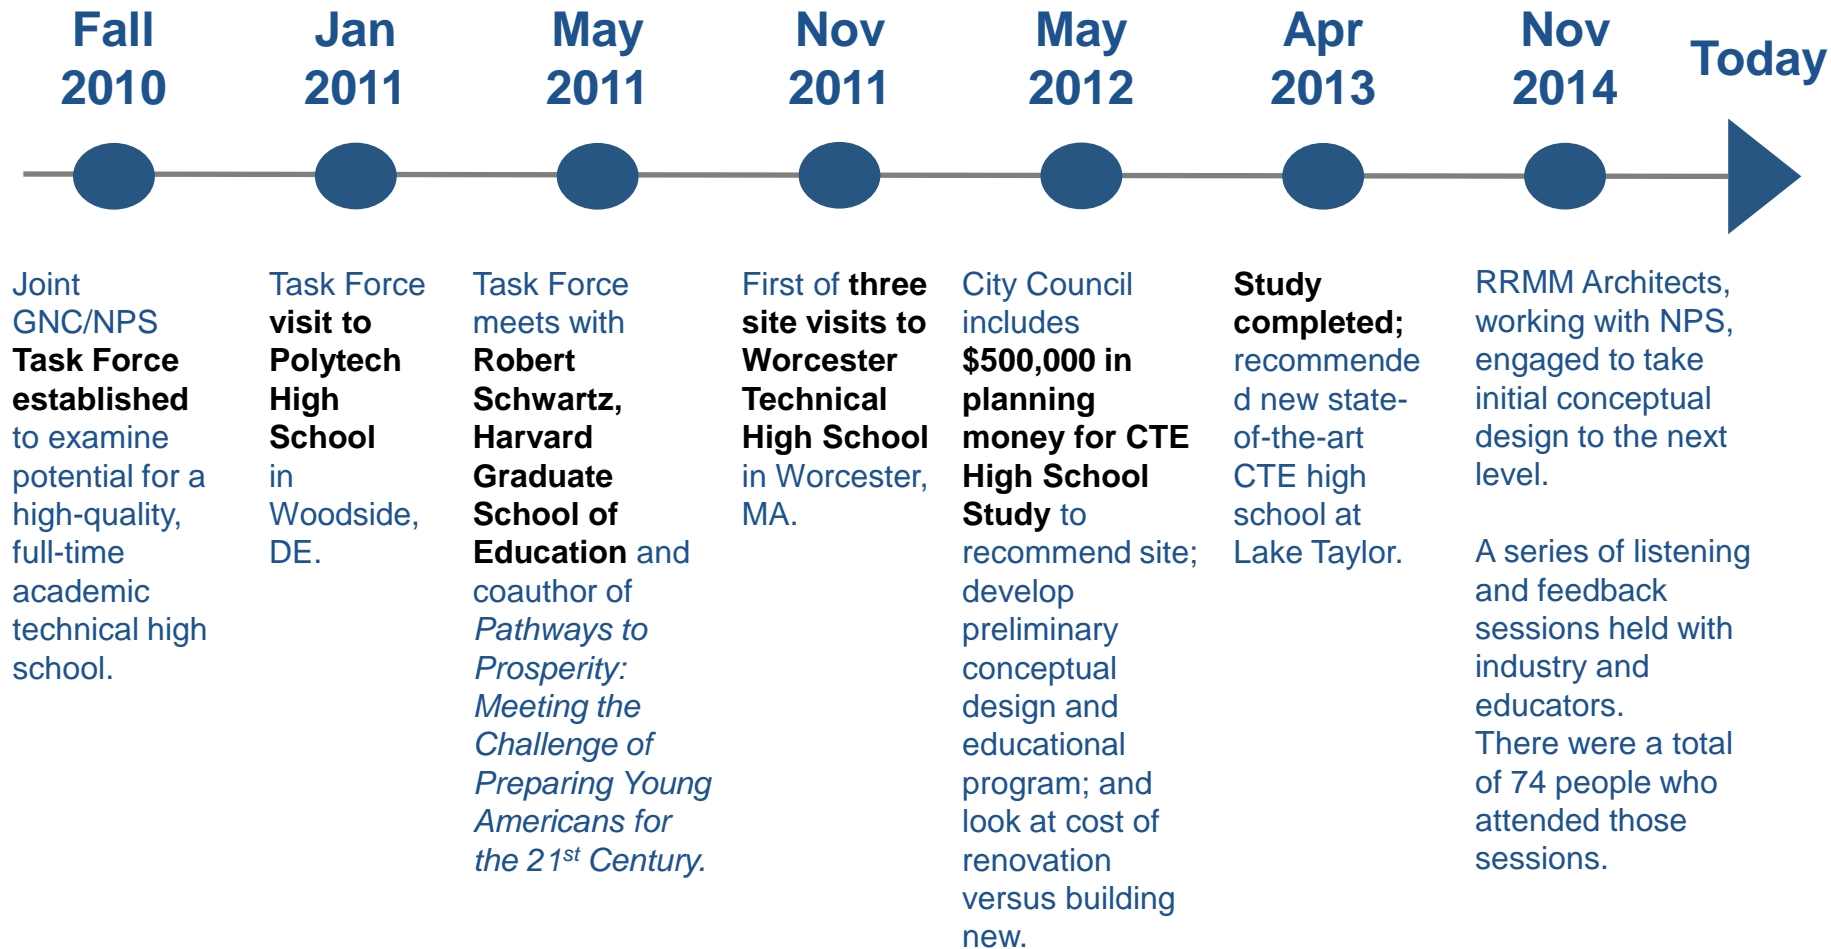 Fall
2010
Jan
2011
May
2011
Nov
2011
May
2012
Apr
2013
Nov
2014
Today
Joint
GNC/NPS
Task Force
established
to examine
potential for a
high-quality,
full-time
academic
technical high
school.
Task Force
visit to
Polytech
High
School
in
Woodside,
DE.
Task Force
meets with
Robert
Schwartz,
Harvard
Graduate
School of
Education and
coauthor of
Pathways to
Prosperity:
Meeting the
Challenge of
Preparing Young
Americans for
the 21st Century.
First of three
site visits to
Worcester
Technical
High School
in Worcester,
MA.
City Council
includes
$500,000 in
planning
money for CTE
High School
Study to
recommend site;
develop
preliminary
conceptual
design and
educational
program; and
look at cost of
renovation
versus building
new.
Study
completed;
recommende
d new state-
of-the-art
CTE high
school at
Lake Taylor.
RRMM Architects,
working with NPS,
engaged to take
initial conceptual
design to the next
level.
A series of listening
and feedback
sessions held with
industry and
educators.
There were a total
of 74 people who
attended those
sessions.